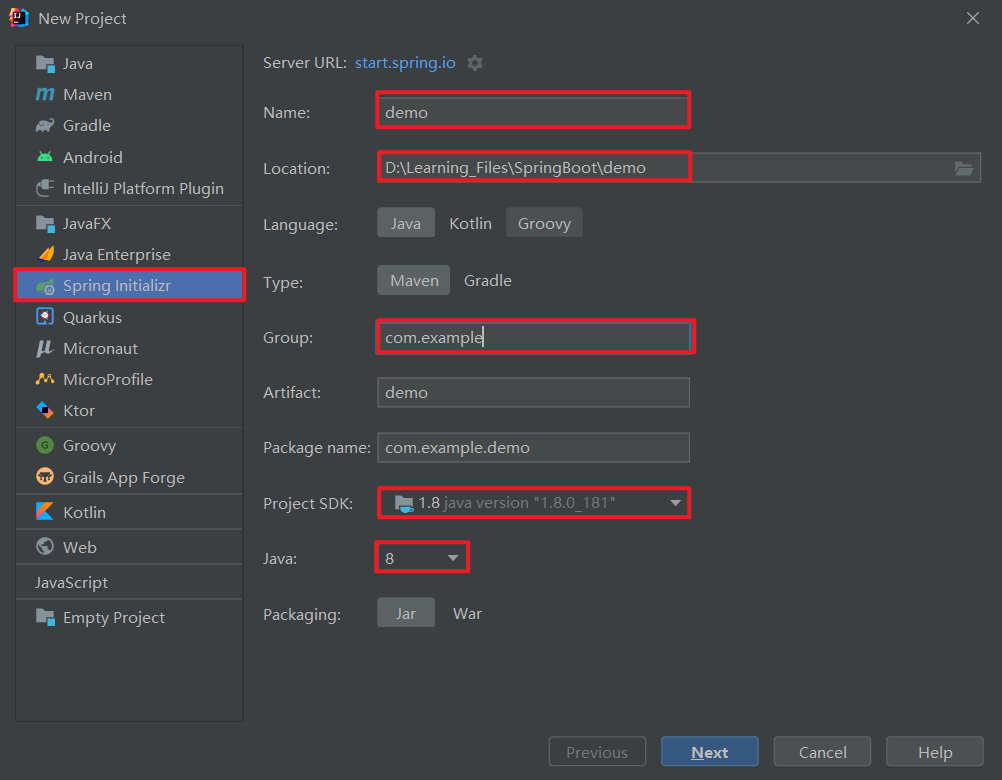 New Project
Java
Maven
Gradle
Android
IntelliJ Platform Plugin
JavaFX
Java Enterprise
Spring Initializr
Quarkus
Micronaut
MicroProfile
Ktor
Groovy
Grails App Forge
Kotlin
Web
JavaScript
Empty Project
Server URL: start.spring.io
Name: demo
Location: D:\Learning_Files\SpringBoot\demo
Language: Java Kotlin Groovy
Type: Maven Gradle
Group: com.example
Artifact: demo
Package name: com.example.demo
Project SDK: 1.8 java version "1.8.0_181"
Java: 8
Packaging: Jar War
Previous Next Cancel Help